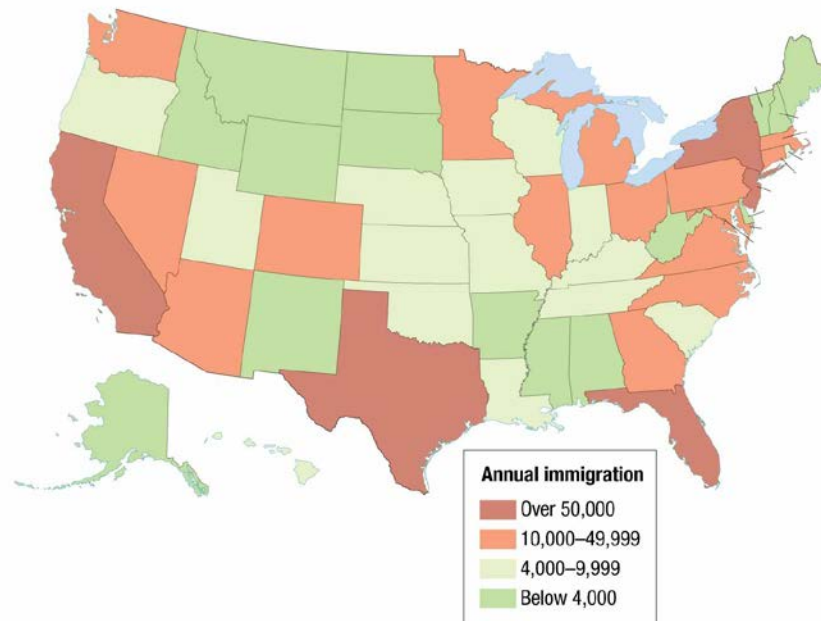 Annual immigration
Over 50,000
10,000–49,999
4,000–9,999
Below 4,000